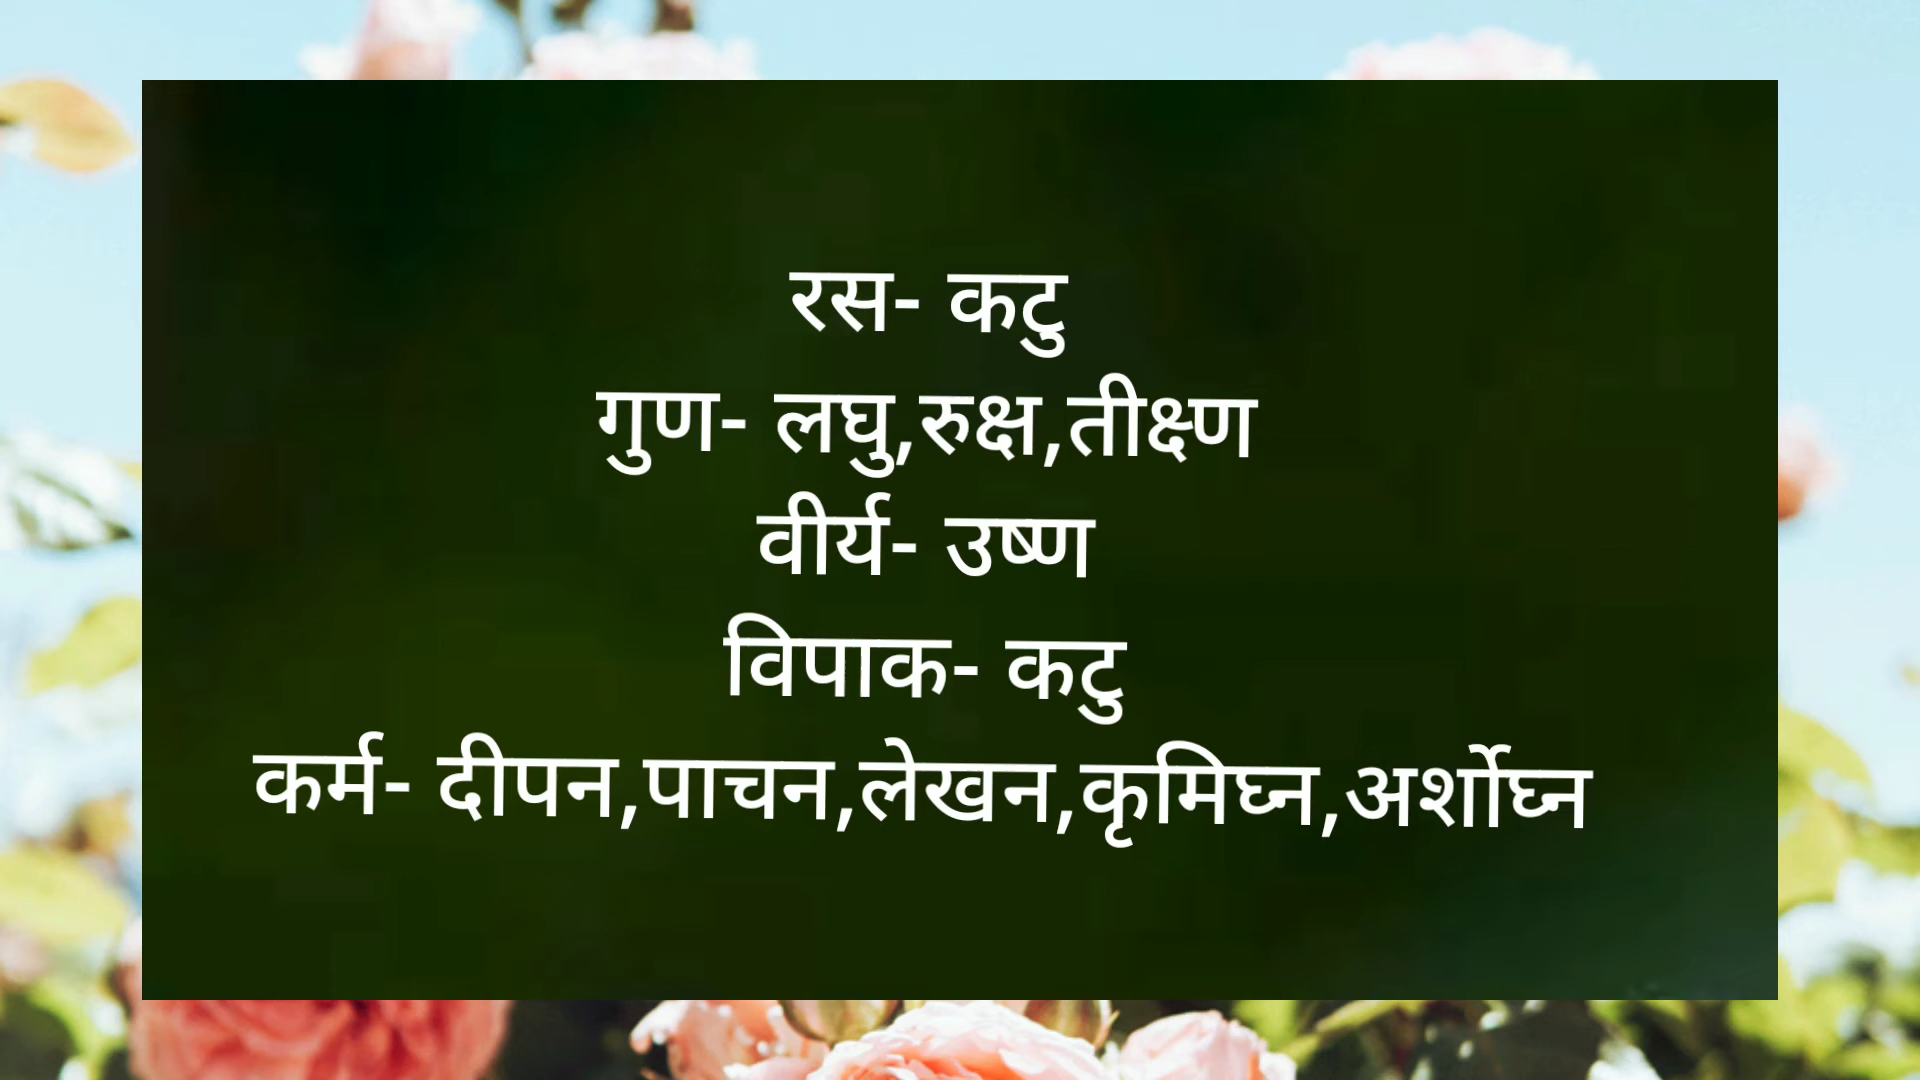 रस- कटु
गुण- लघु,रुक्ष,तीक्ष्ण
वीर्य- उष्ण
विपाक- कटु
कर्म- दीपन,पाचन,लेखन,कृमिघ्न,अर्शोघ्न